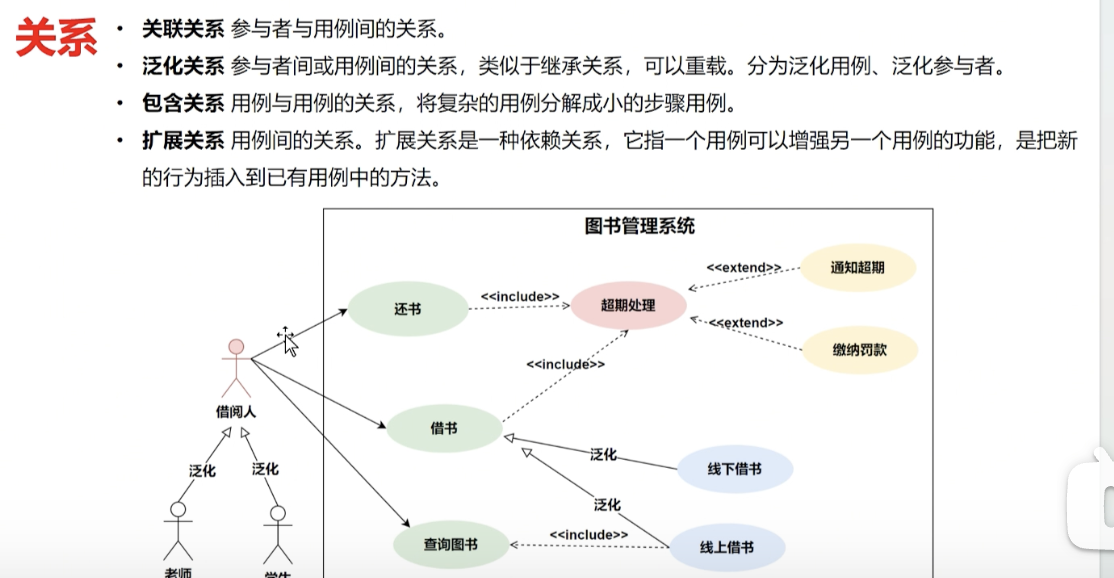 关系
• 关联关系 参与者与用例间的关系。
• 泛化关系 参与者间或用例间的关系，类似于继承关系，可以重载。分为泛化用例、泛化参与者。
• 包含关系 用例与用例的关系，将复杂的用例分解成小的步骤用例。
• 扩展关系 用例间的关系。扩展关系是一种依赖关系，它指一个用例可以增强另一个用例的功能，是把新
的行为插入到已有用例中的方法。
图书管理系统
<<extend>>
通知超期
还书
<<include>>
超期处理
<<extend>>
缴纳罚款
<<include>>
借阅人
借书
泛化
泛化
泛化
线下借书
泛化
查询图书
<<include>>
线上借书
老师
学生